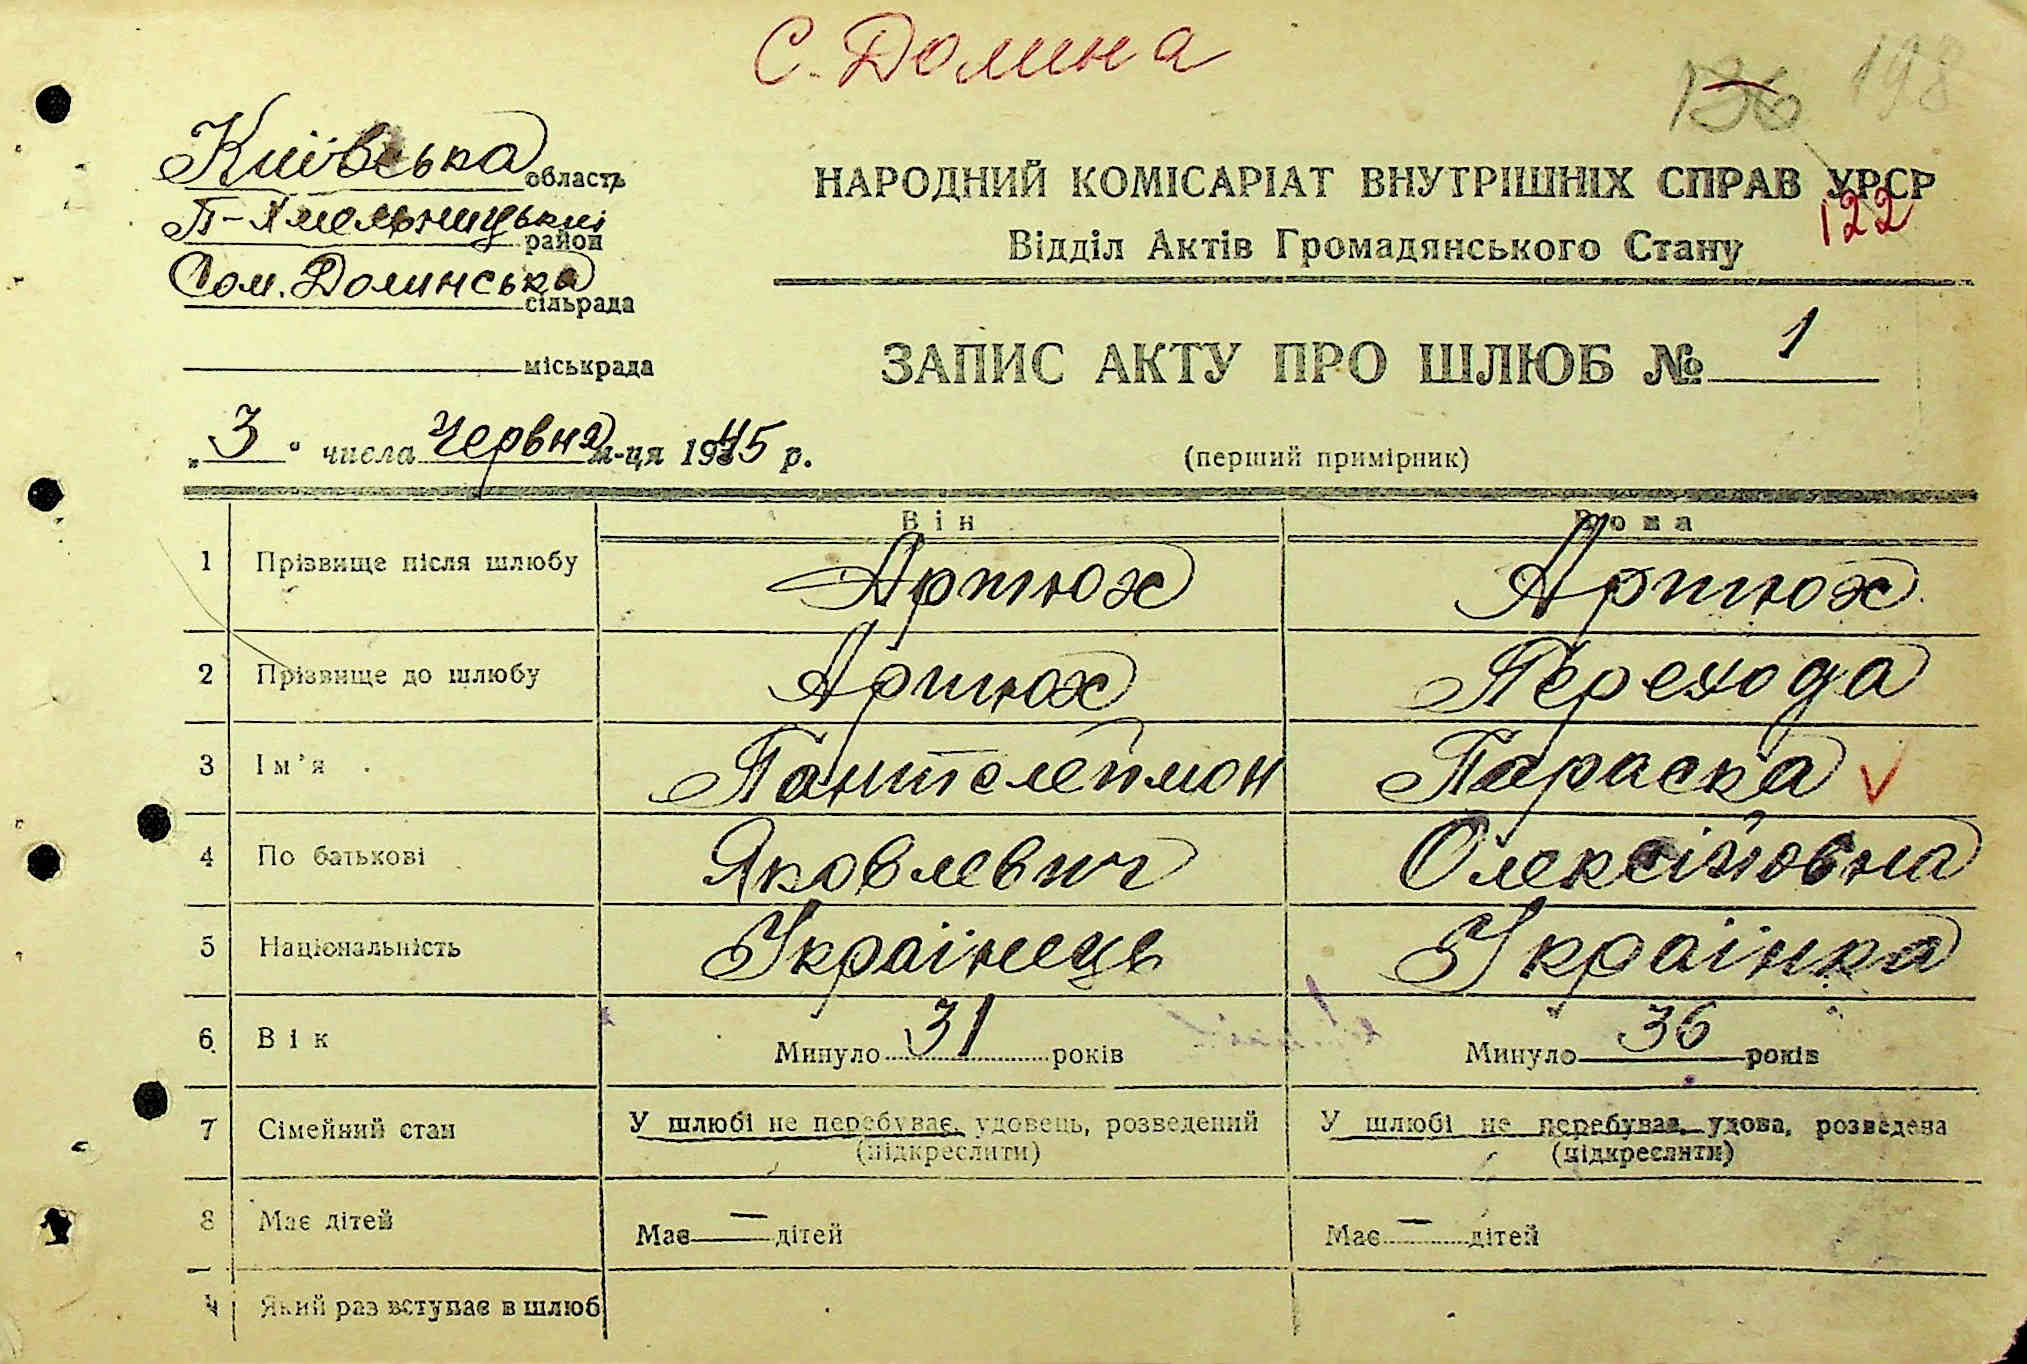 С. Долина
136 198
Київська область
П-Хмельницький район
Сом. Долинська сільрада
міськрада
НАРОДНИЙ КОМІСАРІАТ ВНУТРІШНІХ СПРАВ УРСР
122
Відділ Актів Громадянського Стану
ЗАПИС АКТУ ПРО ШЛЮБ № 1
„3“ числа Червня м-ця 1945 р.
(перший примірник)
Він Вона
1 Прізвище після шлюбу Артюх Артюх
2 Прізвище до шлюбу Артюх Перехода
3 Ім’я Пантелеймон Параска
4 По батькові Яковлевич Олексіївна
5 Національність Українець Українка
6 Вік Минуло 31 років Минуло 36 років
7 Сімейний стан У шлюбі не перебуває, удовець, розведений У шлюбі не перебуває, удова, розведена
(підкреслити) (підкреслити)
8 Має дітей Має — дітей Має — дітей
9 Який раз вступає в шлюб